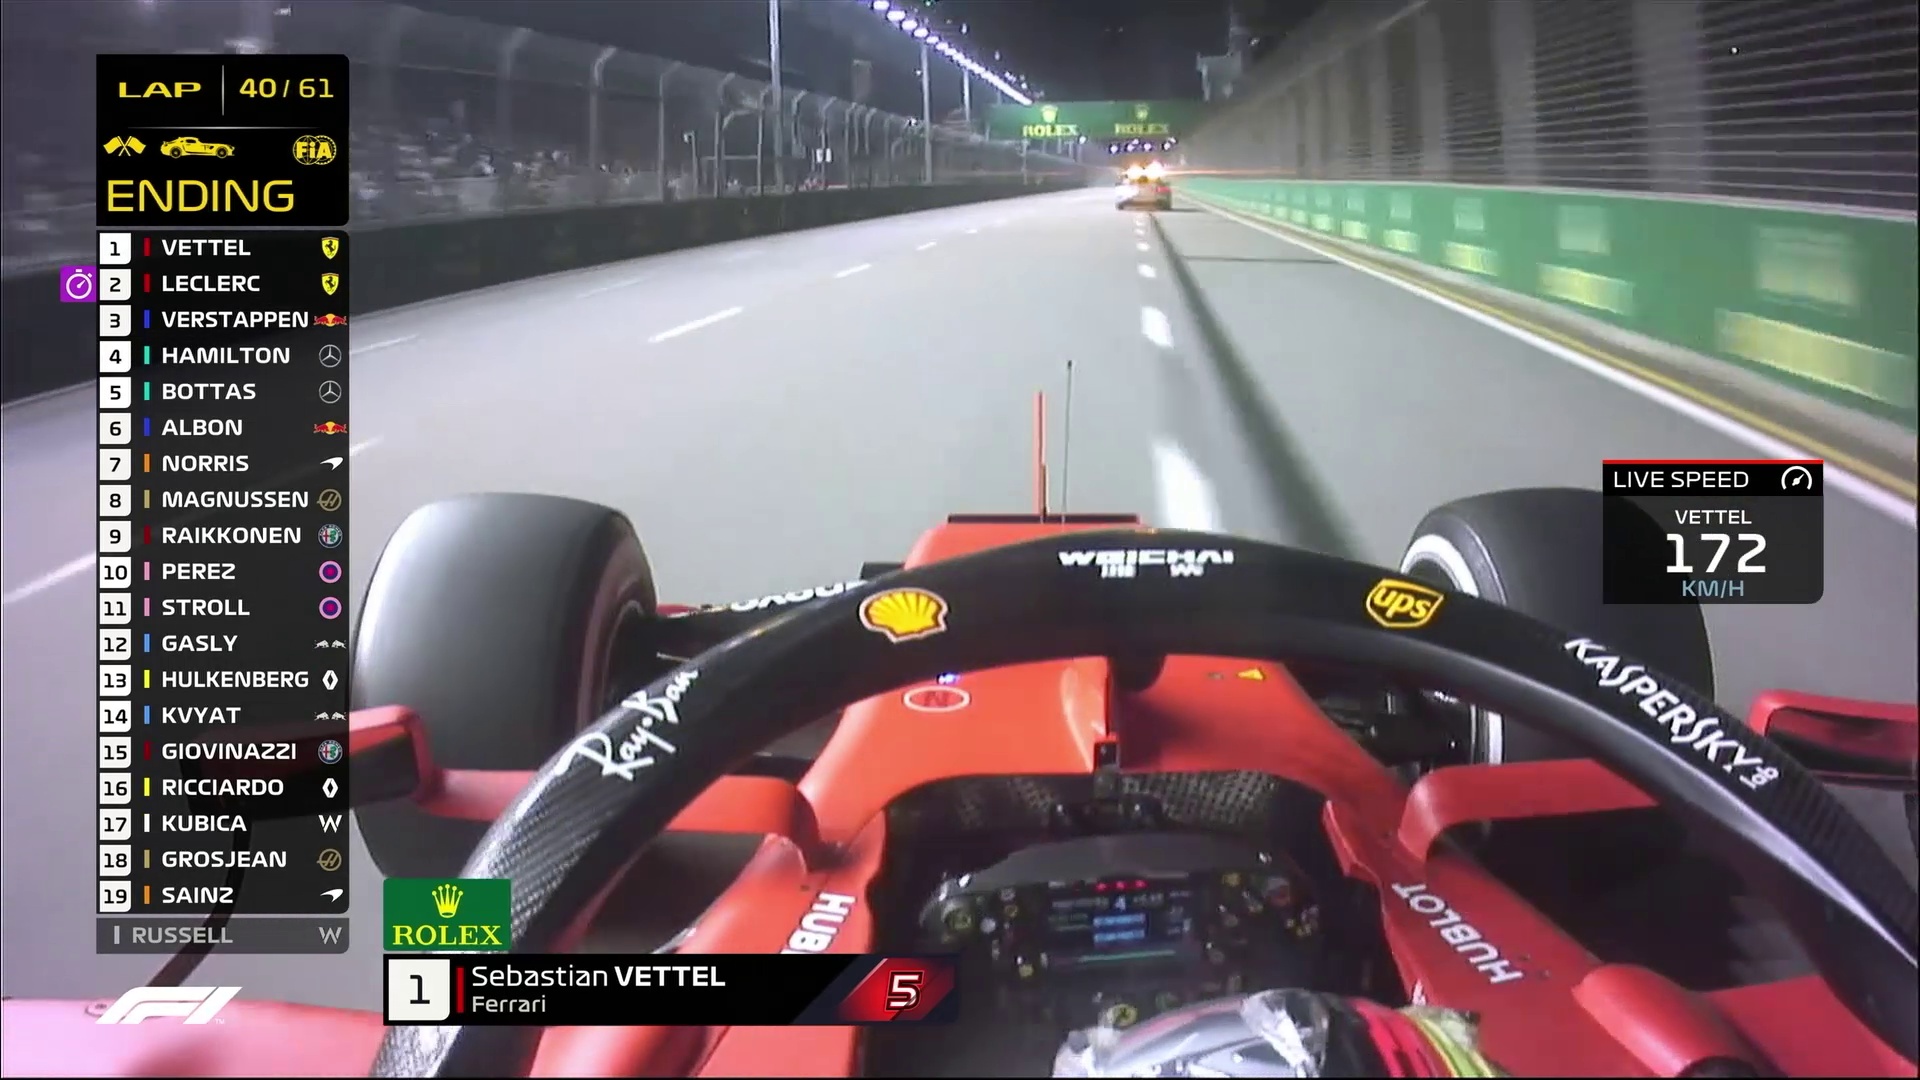 LAP 40 / 61
FIA
ENDING
1 VETTEL
2 LECLERC
3 VERSTAPPEN
4 HAMILTON
5 BOTTAS
6 ALBON
7 NORRIS
8 MAGNUSSEN
9 RAIKKONEN
10 PEREZ
11 STROLL
12 GASLY
13 HULKENBERG
14 KVYAT
15 GIOVINAZZI
16 RICCIARDO
17 KUBICA
18 GROSJEAN
19 SAINZ
RUSSELL
F1
ROLEX
1 Sebastian VETTEL 5
Ferrari
ROLEX ROLEX
LIVE SPEED
VETTEL
172
KM/H
WEICHAI
ups
Ray-Ban
KASPERSKY
HUBL
HUBLOT
4